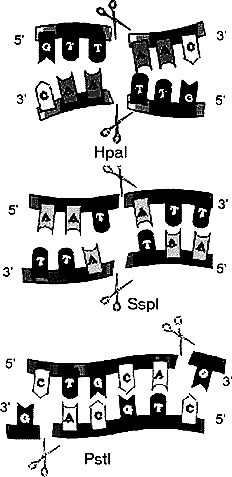 5' G T T A A C 3'
3' C A A T T G 5'
HpaI
5' A A T A T T 3'
3' T T A T A A 5'
SspI
5' C T G C A G 3'
3' G A C G T C 5'
PstI